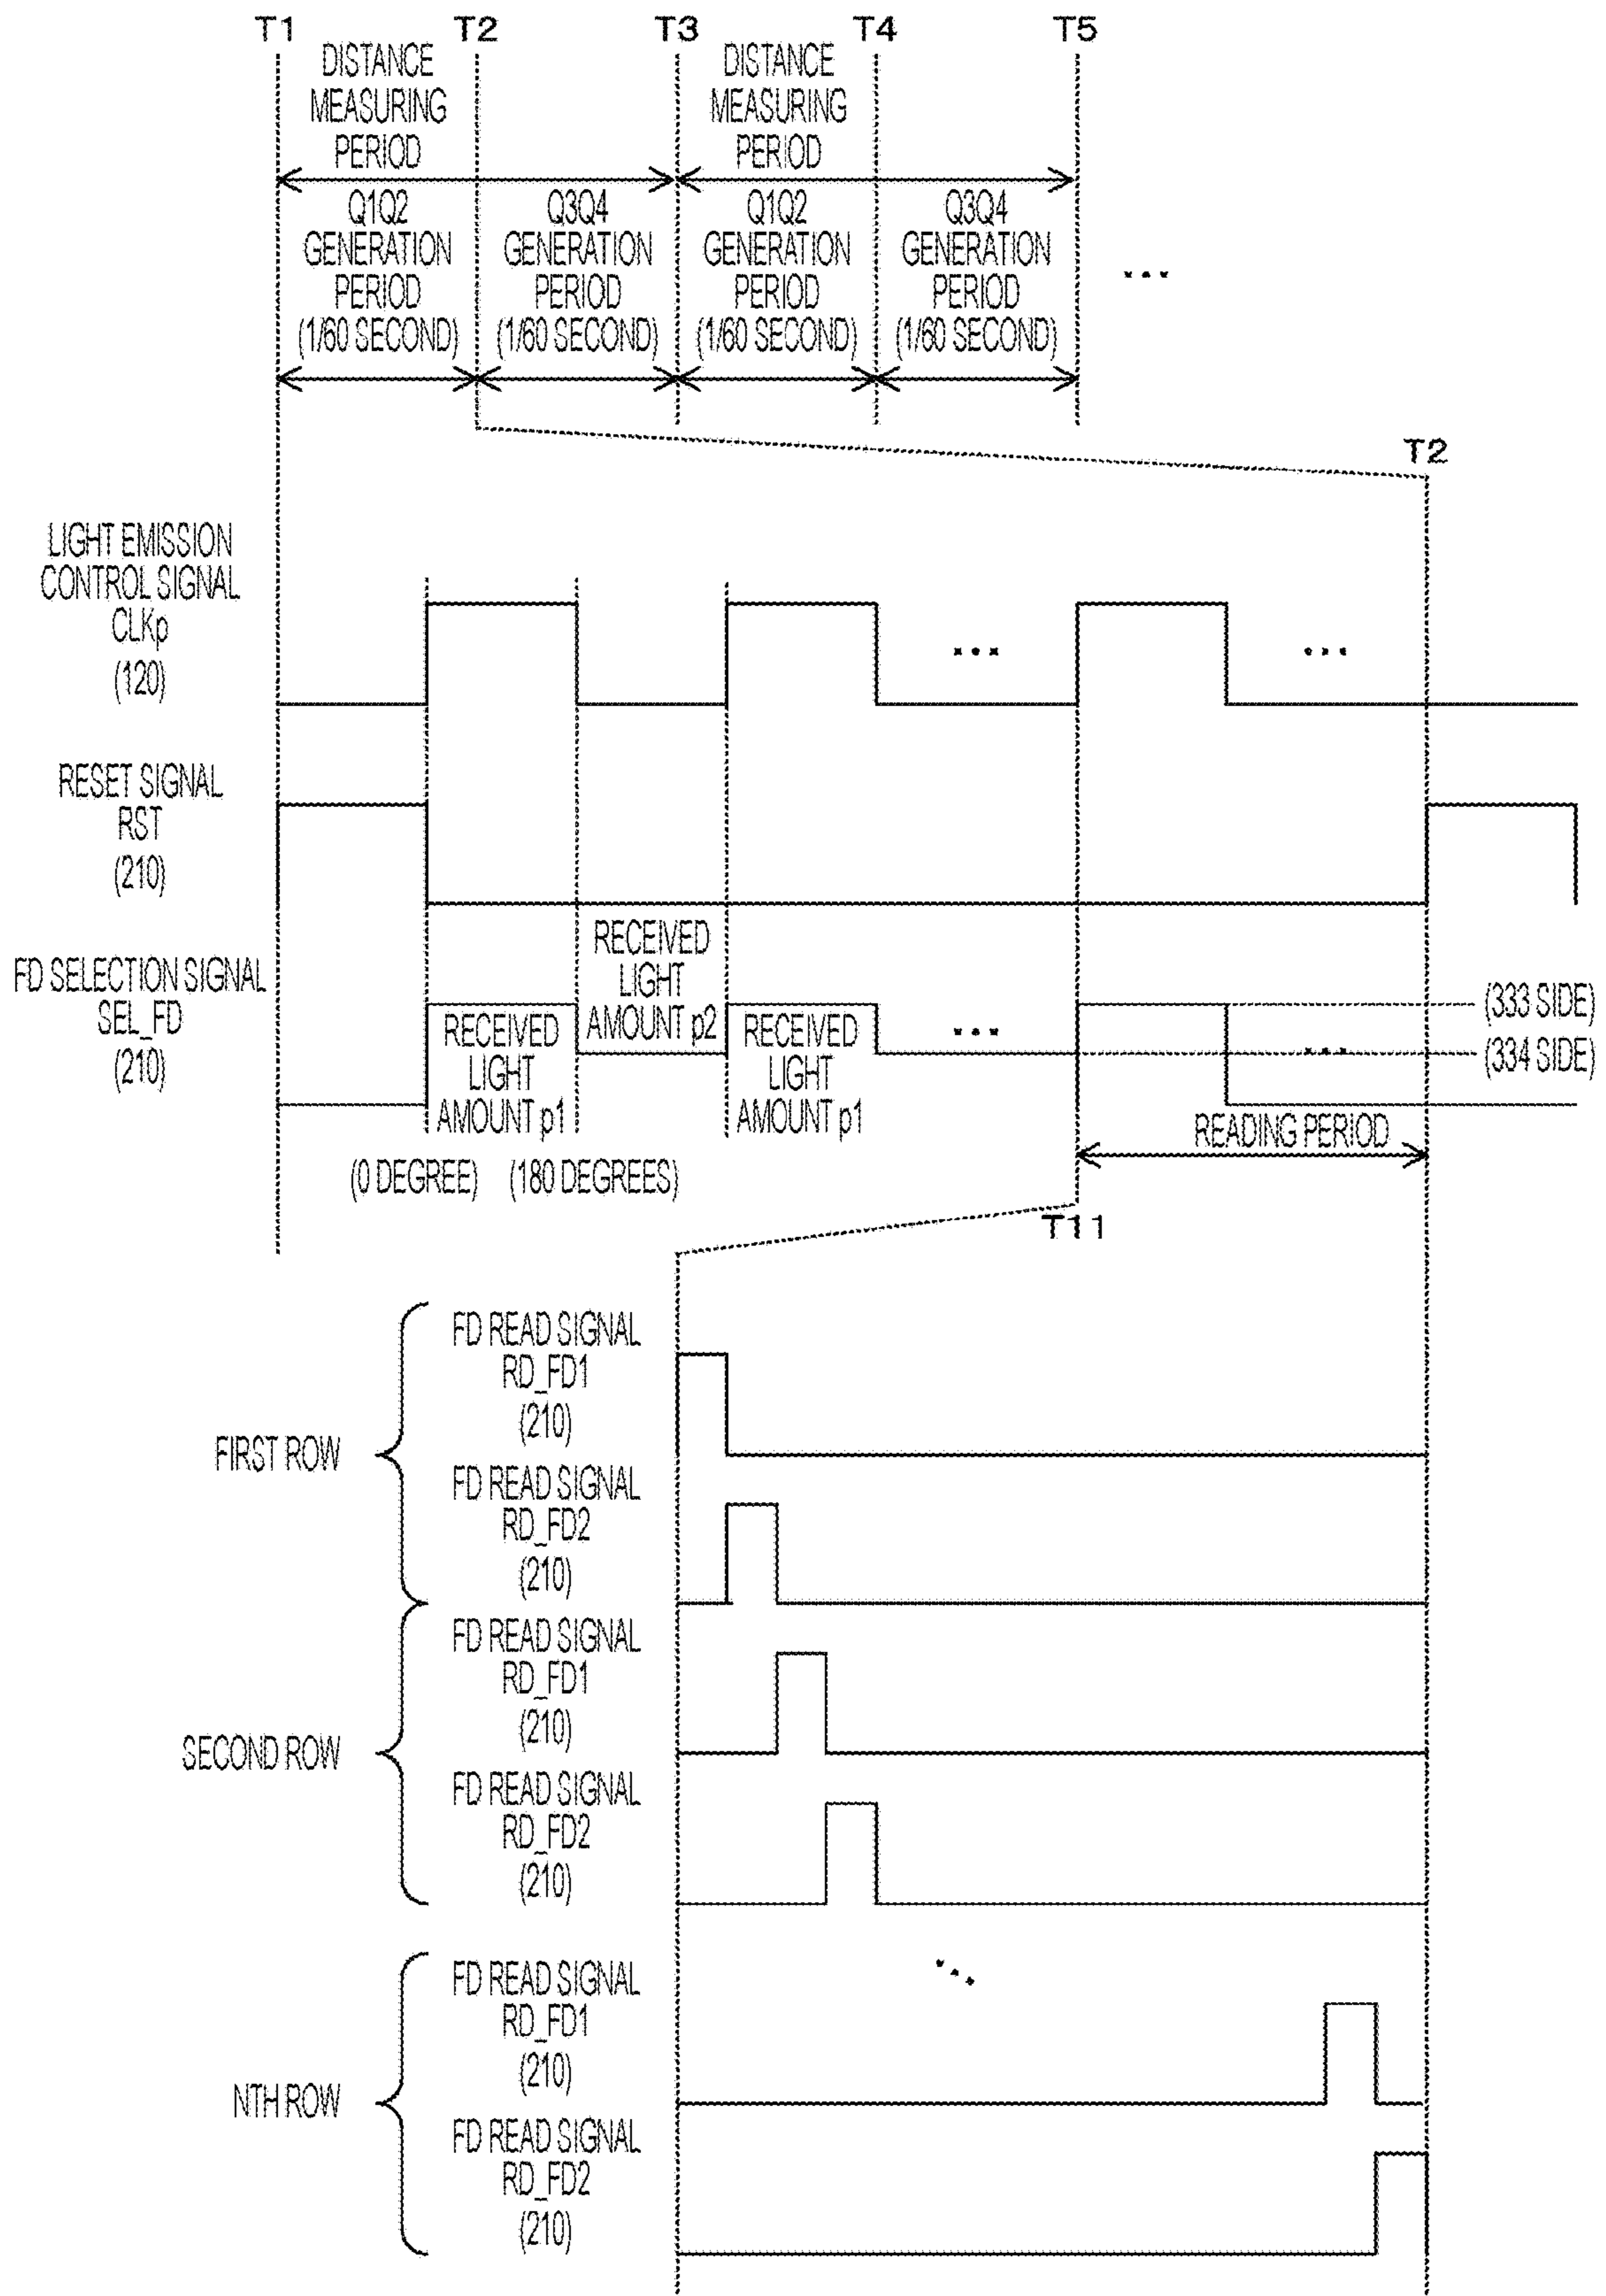 T1 T2 T3 T4 T5
DISTANCE
MEASURING
PERIOD
DISTANCE
MEASURING
PERIOD
Q1Q2
GENERATION
PERIOD
(1/60 SECOND)
Q3Q4
GENERATION
PERIOD
(1/60 SECOND)
Q1Q2
GENERATION
PERIOD
(1/60 SECOND)
Q3Q4
GENERATION
PERIOD
(1/60 SECOND)
...
T2
LIGHT EMISSION
CONTROL SIGNAL
CLKp
(120)
... ...
RESET SIGNAL
RST
(210)
FD SELECTION SIGNAL
SEL_FD
(210)
RECEIVED
LIGHT
AMOUNT p1
RECEIVED
LIGHT
AMOUNT p2
RECEIVED
LIGHT
AMOUNT p1
... ...
(333 SIDE)
(334 SIDE)
READING PERIOD
(0 DEGREE) (180 DEGREES)
T11
FIRST ROW
FD READ SIGNAL
RD_FD1
(210)
FD READ SIGNAL
RD_FD2
(210)
SECOND ROW
FD READ SIGNAL
RD_FD1
(210)
FD READ SIGNAL
RD_FD2
(210)
...
NTH ROW
FD READ SIGNAL
RD_FD1
(210)
FD READ SIGNAL
RD_FD2
(210)